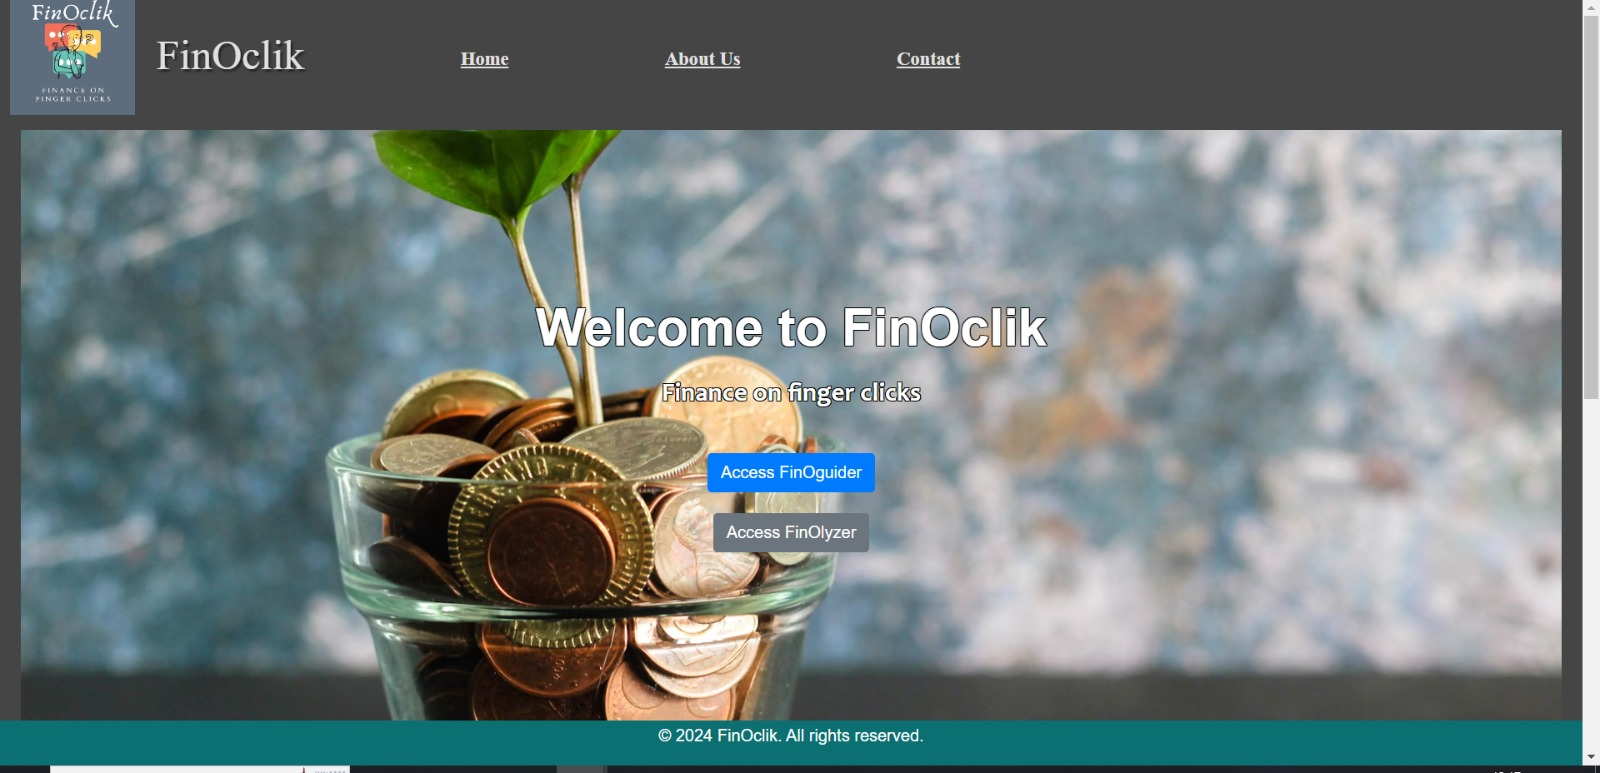 FinOclik
FINANCE ON
FINGER CLICKS
FinOclik
Home
About Us
Contact
Welcome to FinOclik
Finance on finger clicks
Access FinOguider
Access FinOlyzer
© 2024 FinOclik. All rights reserved.